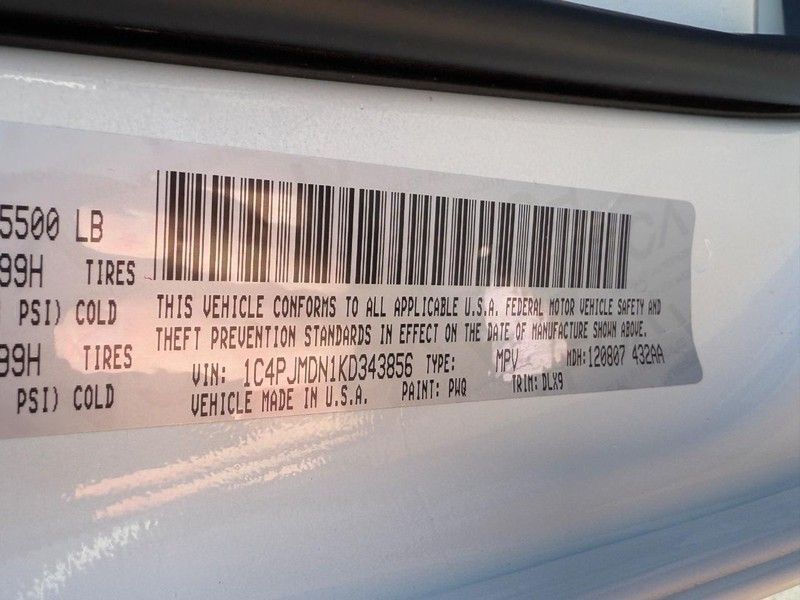 5500 LB
99H TIRES
PSI) COLD
99H TIRES
PSI) COLD
THIS VEHICLE CONFORMS TO ALL APPLICABLE U.S.A. FEDERAL MOTOR VEHICLE SAFETY AND
THEFT PREVENTION STANDARDS IN EFFECT ON THE DATE OF MANUFACTURE SHOWN ABOVE.
VIN: 1C4PJMDN1KD343856 TYPE: MPV MDH:120807 432AA
VEHICLE MADE IN U.S.A. PAINT: PWQ TRIM: DLX9